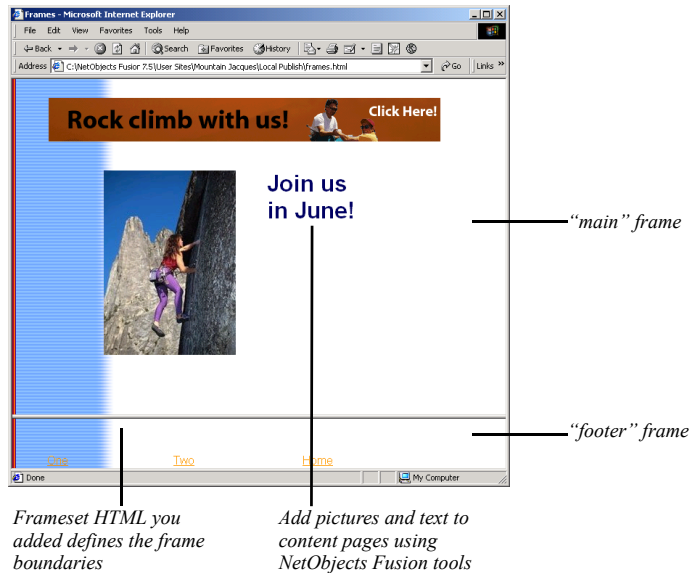 Frames - Microsoft Internet Explorer
File Edit View Favorites Tools Help
Back Search Favorites History
Address C:\NetObjects Fusion 7.5\User Sites\Mountain Jacques\Local Publish\frames.html Go Links »
Rock climb with us! Click Here!
Join us
in June!
“main” frame
“footer” frame
One Two Home
Done My Computer
Frameset HTML you
added defines the frame
boundaries
Add pictures and text to
content pages using
NetObjects Fusion tools